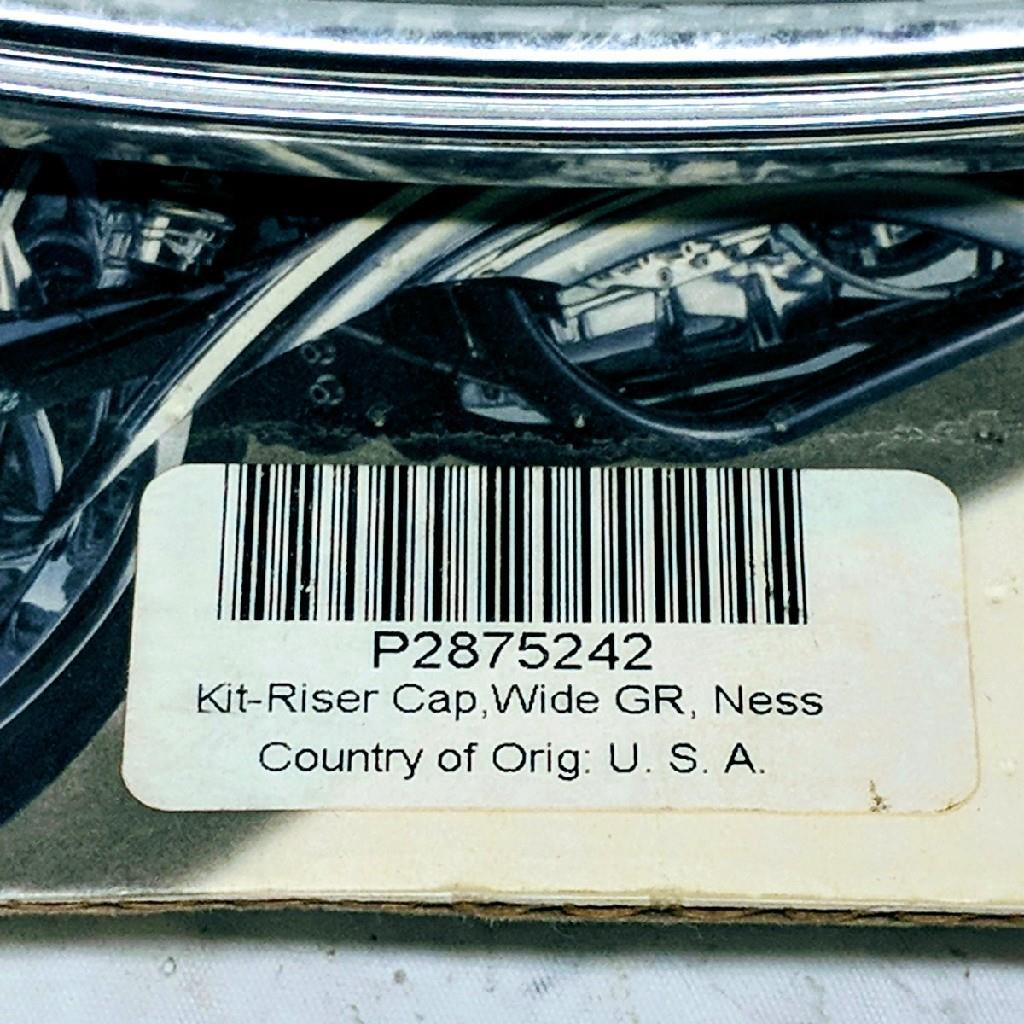 P2875242
Kit-Riser Cap,Wide GR, Ness
Country of Orig: U. S. A.